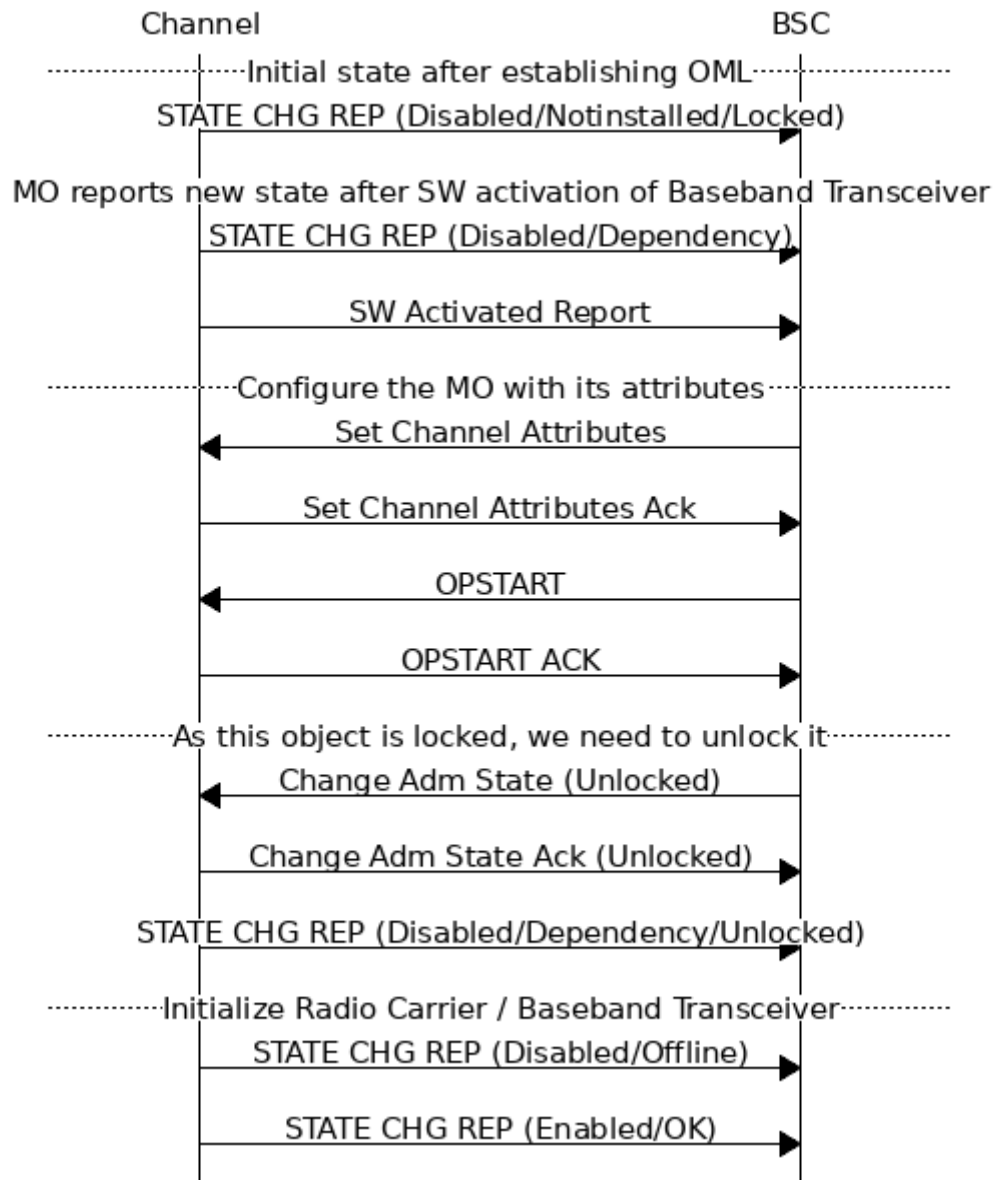 Channel BSC
Initial state after establishing OML
STATE CHG REP (Disabled/Notinstalled/Locked)
MO reports new state after SW activation of Baseband Transceiver
STATE CHG REP (Disabled/Dependency)
SW Activated Report
Configure the MO with its attributes
Set Channel Attributes
Set Channel Attributes Ack
OPSTART
OPSTART ACK
As this object is locked, we need to unlock it
Change Adm State (Unlocked)
Change Adm State Ack (Unlocked)
STATE CHG REP (Disabled/Dependency/Unlocked)
Initialize Radio Carrier / Baseband Transceiver
STATE CHG REP (Disabled/Offline)
STATE CHG REP (Enabled/OK)